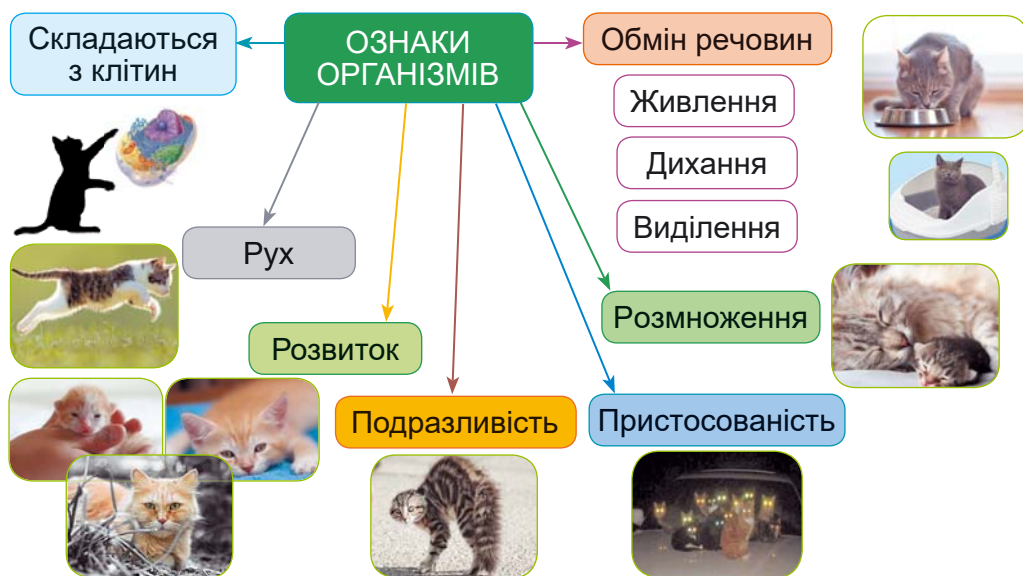 Складаються
з клітин
ОЗНАКИ
ОРГАНІЗМІВ
Обмін речовин
Живлення
Дихання
Виділення
Рух
Розмноження
Розвиток
Подразливість
Пристосованість